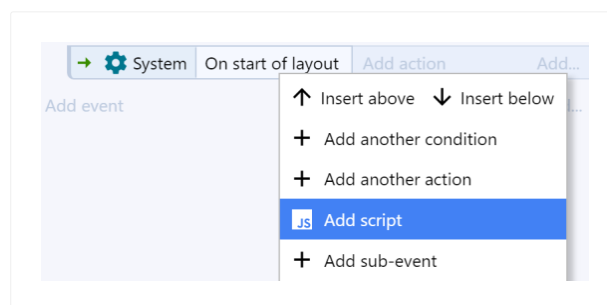 System On start of layout Add action Add...
Add event
Insert above Insert below
Add another condition
Add another action
JS Add script
Add sub-event